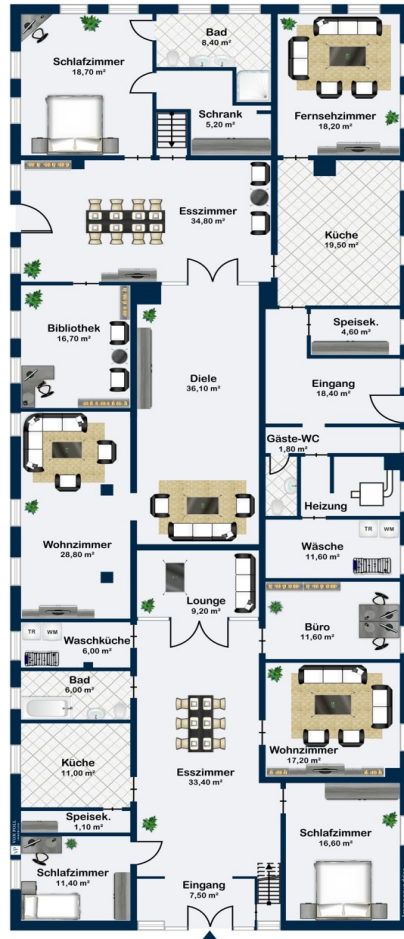 Bad
8,40 m²
Schlafzimmer
18,70 m²
Schrank
5,20 m²
Fernsehzimmer
18,20 m²
Esszimmer
34,80 m²
Küche
19,50 m²
Bibliothek
16,70 m²
Speisek.
4,60 m²
Diele
36,10 m²
Eingang
18,40 m²
Gäste-WC
1,80 m²
Heizung
Wohnzimmer
28,80 m²
TR
WM
Wäsche
11,60 m²
Lounge
9,20 m²
Büro
11,60 m²
TR
WM
Waschküche
6,00 m²
Bad
6,00 m²
Wohnzimmer
17,20 m²
Küche
11,00 m²
Esszimmer
33,40 m²
Speisek.
1,10 m²
Schlafzimmer
16,60 m²
Schlafzimmer
11,40 m²
Eingang
7,50 m²